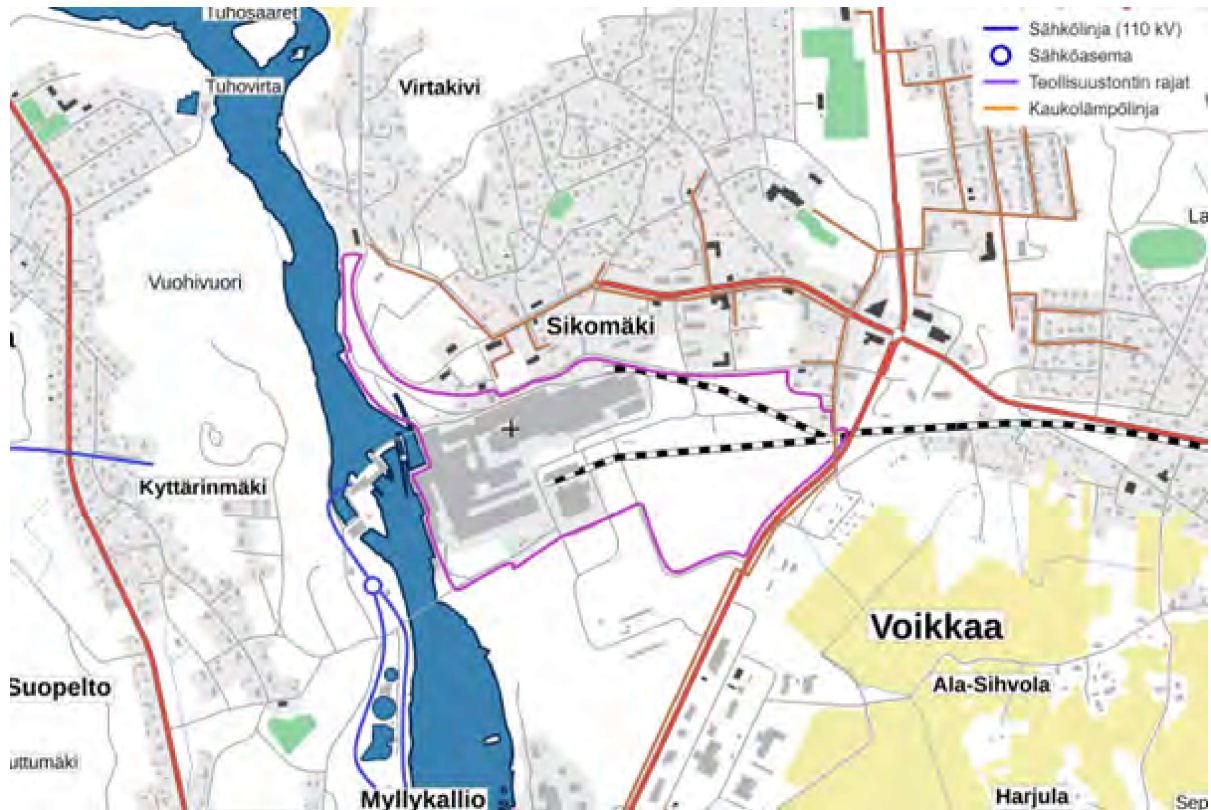 Tuhosaaret
Sähkölinja (110 kV)
Sähköasema
Teollisuustontin rajat
Kaukolämpölinja
Tuhovirta
Virtakivi
La
Vuohivuori
Sikomäki
a
Kyttärinmäki
Voikkaa
Suopelto
Ala-Sihvola
uttumäki
Myllykallio
Harjula
Sep